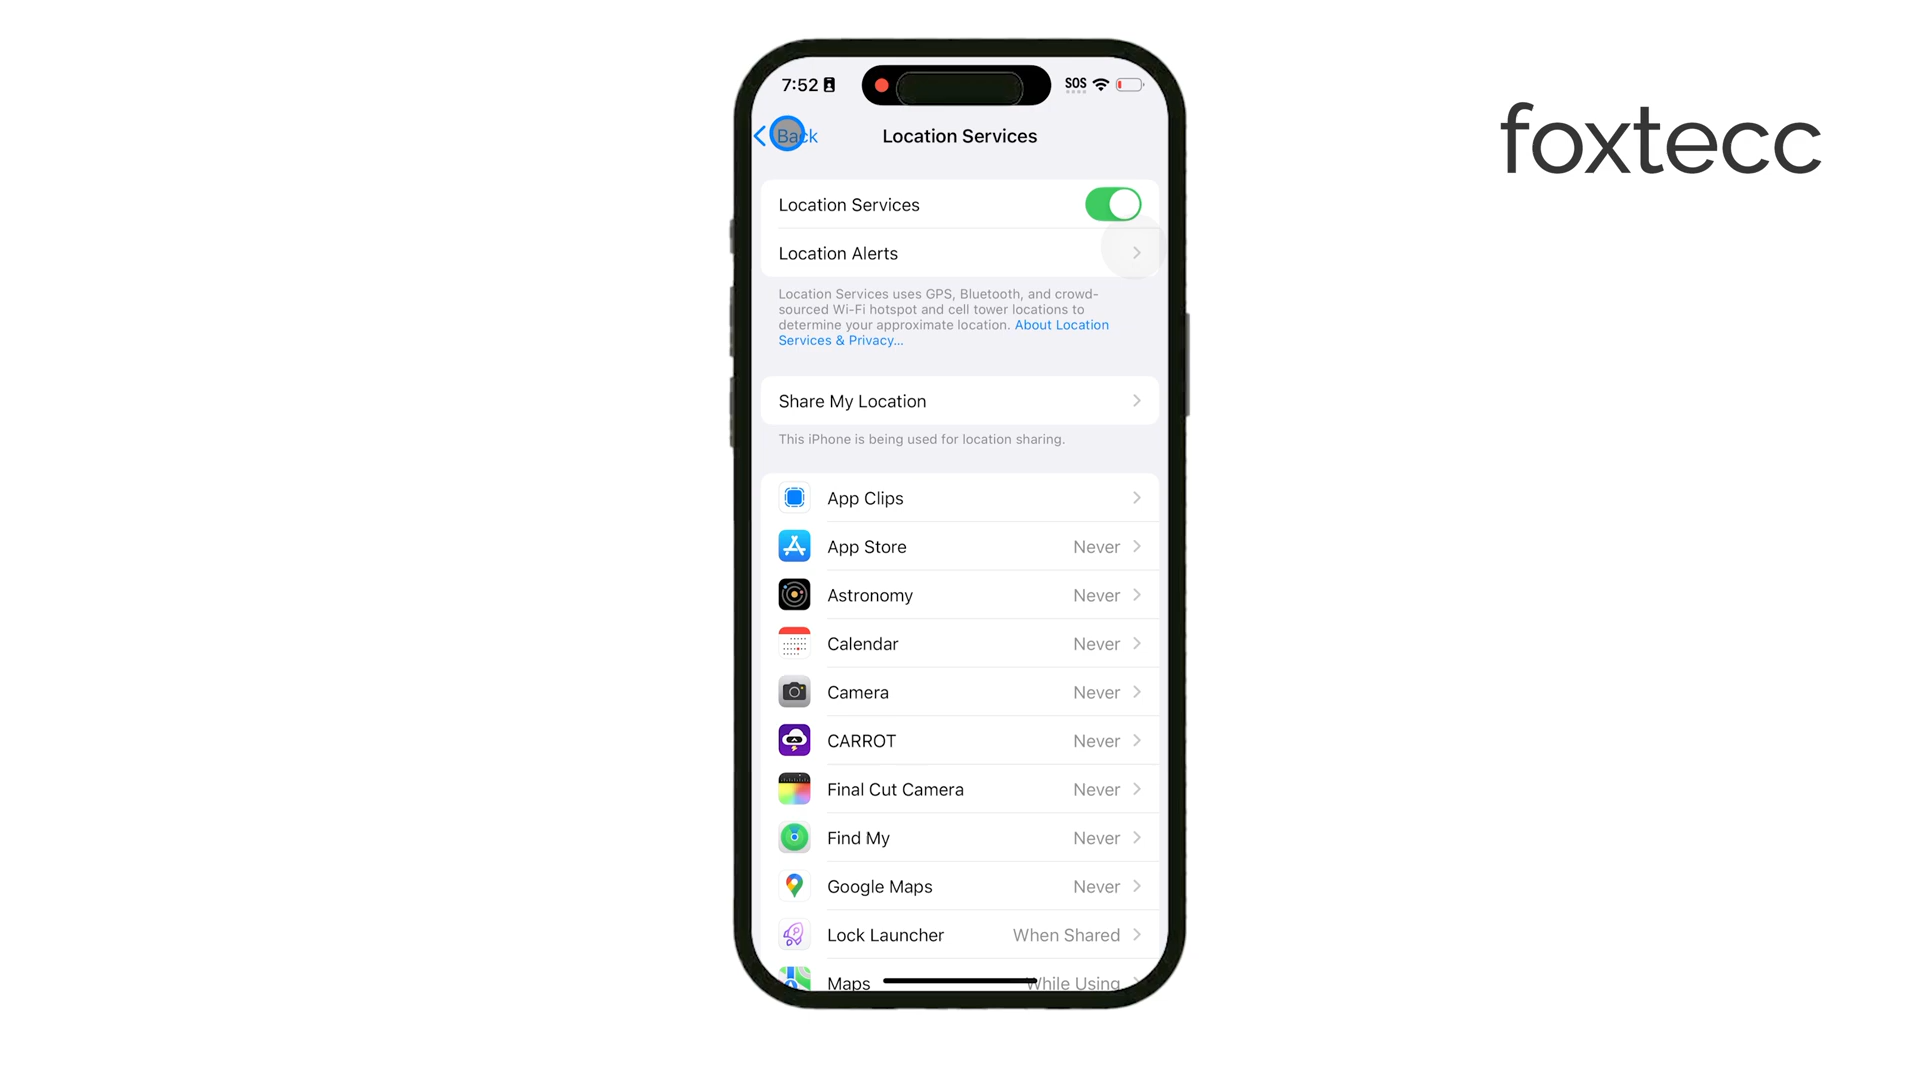 7:52
SOS
Back
Location Services
foxtecc
Location Services
Location Alerts
Location Services uses GPS, Bluetooth, and crowd-
sourced Wi-Fi hotspot and cell tower locations to
determine your approximate location. About Location
Services & Privacy...
Share My Location
This iPhone is being used for location sharing.
App Clips
App Store Never
Astronomy Never
Calendar Never
Camera Never
CARROT Never
Final Cut Camera Never
Find My Never
Google Maps Never
Lock Launcher When Shared
Maps While Using